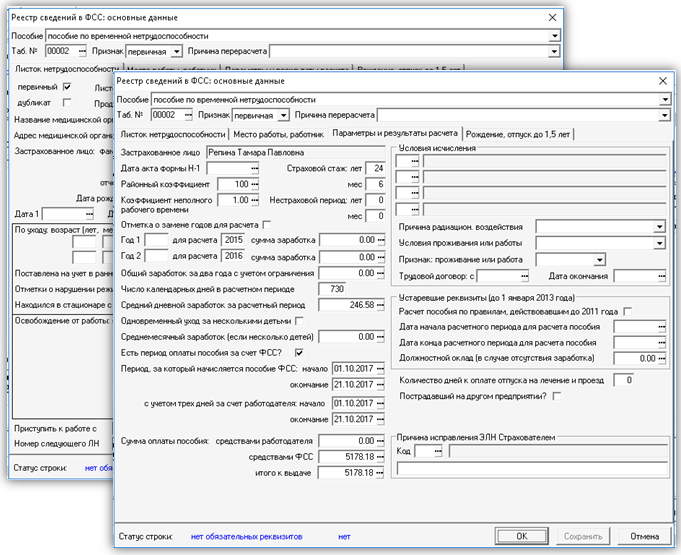 Реестр сведений в ФСС: основные данные
Пособие пособие по временной нетрудоспособности
Таб. № 00002 Признак первичная Причина перерасчета
Листок нетрудоспособности
первичный
дубликат
Название медицинской
Адрес медицинской
Застрахованное лицо:
Дата 1
По уходу: возраст (лет,
Поставлена на учет в
Отметки о нарушении
Находился в стационаре с
Освобождение от работы:
Приступить к работе с
Номер следующего ЛН
Статус строки:
Реестр сведений в ФСС: основные данные
Пособие пособие по временной нетрудоспособности
Таб. № 00002 Признак первичная Причина перерасчета
Листок нетрудоспособности Место работы, работник Параметры и результаты расчета Рождение, отпуск до 1,5 лет
Застрахованное лицо Репина Тамара Павловна
Дата акта формы Н-1 Страховой стаж: лет 24
Районный коэффициент 100 мес 6
Коэффициент неполного рабочего времени 1.00 Нестраховой период: лет 0
мес 0
Отметка о замене годов для расчета
Год 1 для расчета 2015 сумма заработка 0.00
Год 2 для расчета 2016 сумма заработка 0.00
Общий заработок за два года с учетом ограничения 0.00
Число календарных дней в расчетном периоде 730
Средний дневной заработок за расчетный период 246.58
Одновременный уход за несколькими детьми
Среднемесячный заработок (если несколько детей) 0.00
Есть период оплаты пособия за счет ФСС?
Период, за который начисляется пособие ФСС: начало 01.10.2017
окончание 21.10.2017
с учетом трех дней за счет работодателя: начало 01.10.2017
окончание 21.10.2017
Сумма оплаты пособия: средствами работодателя 0.00
средствами ФСС 5178.18
итого к выдаче 5178.18
Условия исчисления
Причина радиацион. воздействия
Условия проживания или работы
Признак: проживание или работа
Трудовой договор: с Дата окончания
Устаревшие реквизиты (до 1 января 2013 года)
Расчет пособия по правилам, действовавшим до 2011 года
Дата начала расчетного периода для расчета пособия
Дата конца расчетного периода для расчета пособия
Должностной оклад (в случае отсутствия заработка) 0.00
Количество дней к оплате отпуска на лечение и проезд 0
Пострадавший на другом предприятии?
Причина исправления ЭЛН Страхователем
Код
Статус строки: нет обязательных реквизитов нет
ОК Сохранить Отмена